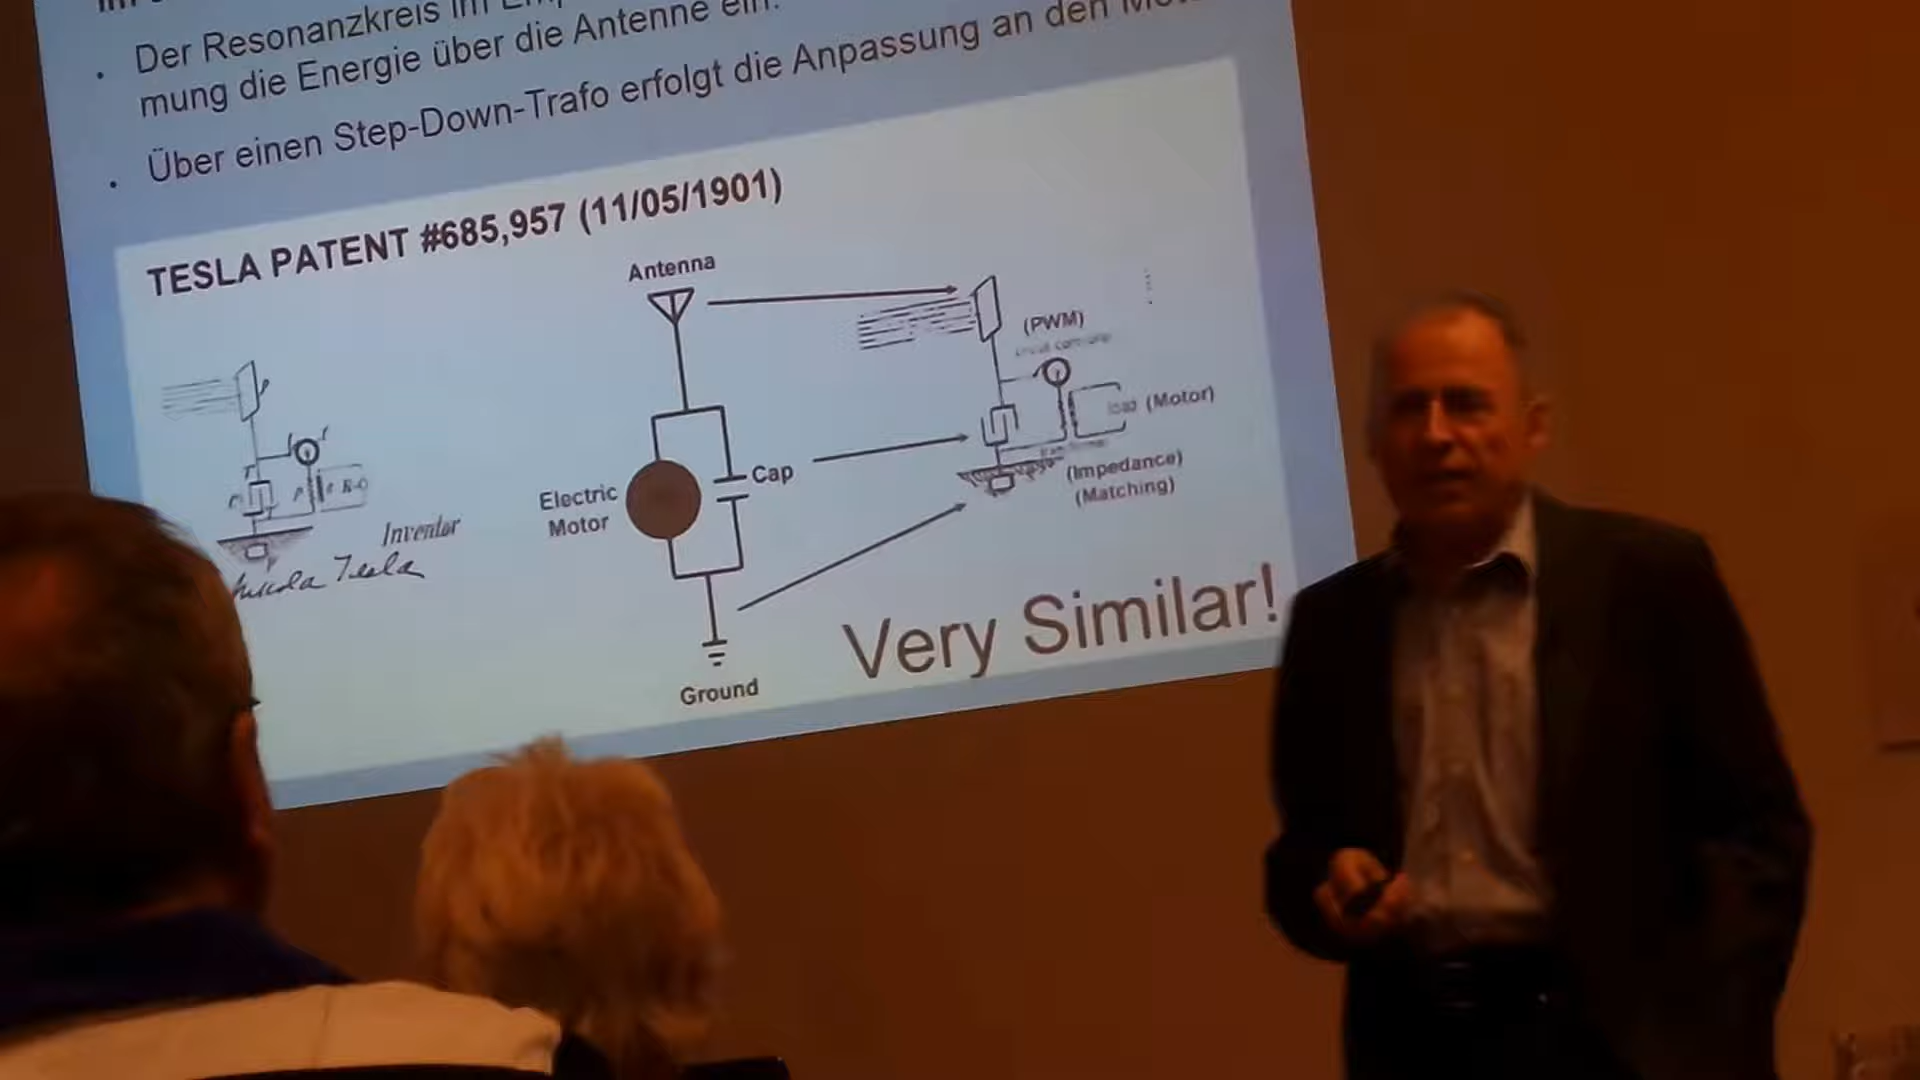 Der Resonanzkreis im
mung die Energie über die Antenne ein.
Über einen Step-Down-Trafo erfolgt die Anpassung an den
TESLA PATENT #685,957 (11/05/1901)
Antenna
(PWM)
load (Motor)
Cap
Electric
Motor
(Impedance)
(Matching)
Inventor
Nicola Tesla
Very Similar!
Ground